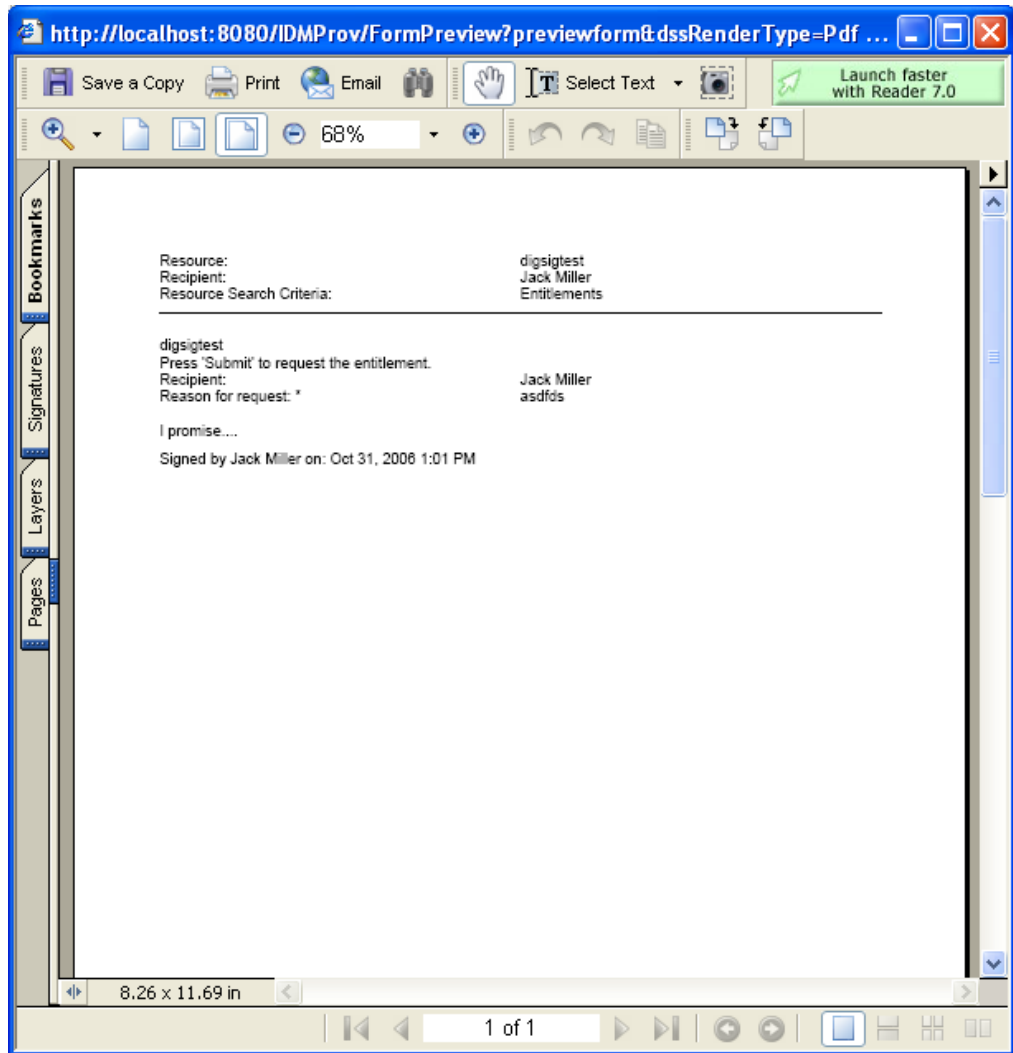 http://localhost:8080/IDMProv/FormPreview?previewform&dssRenderType=Pdf ...
Save a Copy Print Email Select Text Launch faster with Reader 7.0
68%
Bookmarks
Signatures
Layers
Pages
Resource: digsigtest
Recipient: Jack Miller
Resource Search Criteria: Entitlements
digsigtest
Press 'Submit' to request the entitlement.
Recipient: Jack Miller
Reason for request: * asdfds
I promise....
Signed by Jack Miller on: Oct 31, 2006 1:01 PM
8.26 x 11.69 in
1 of 1